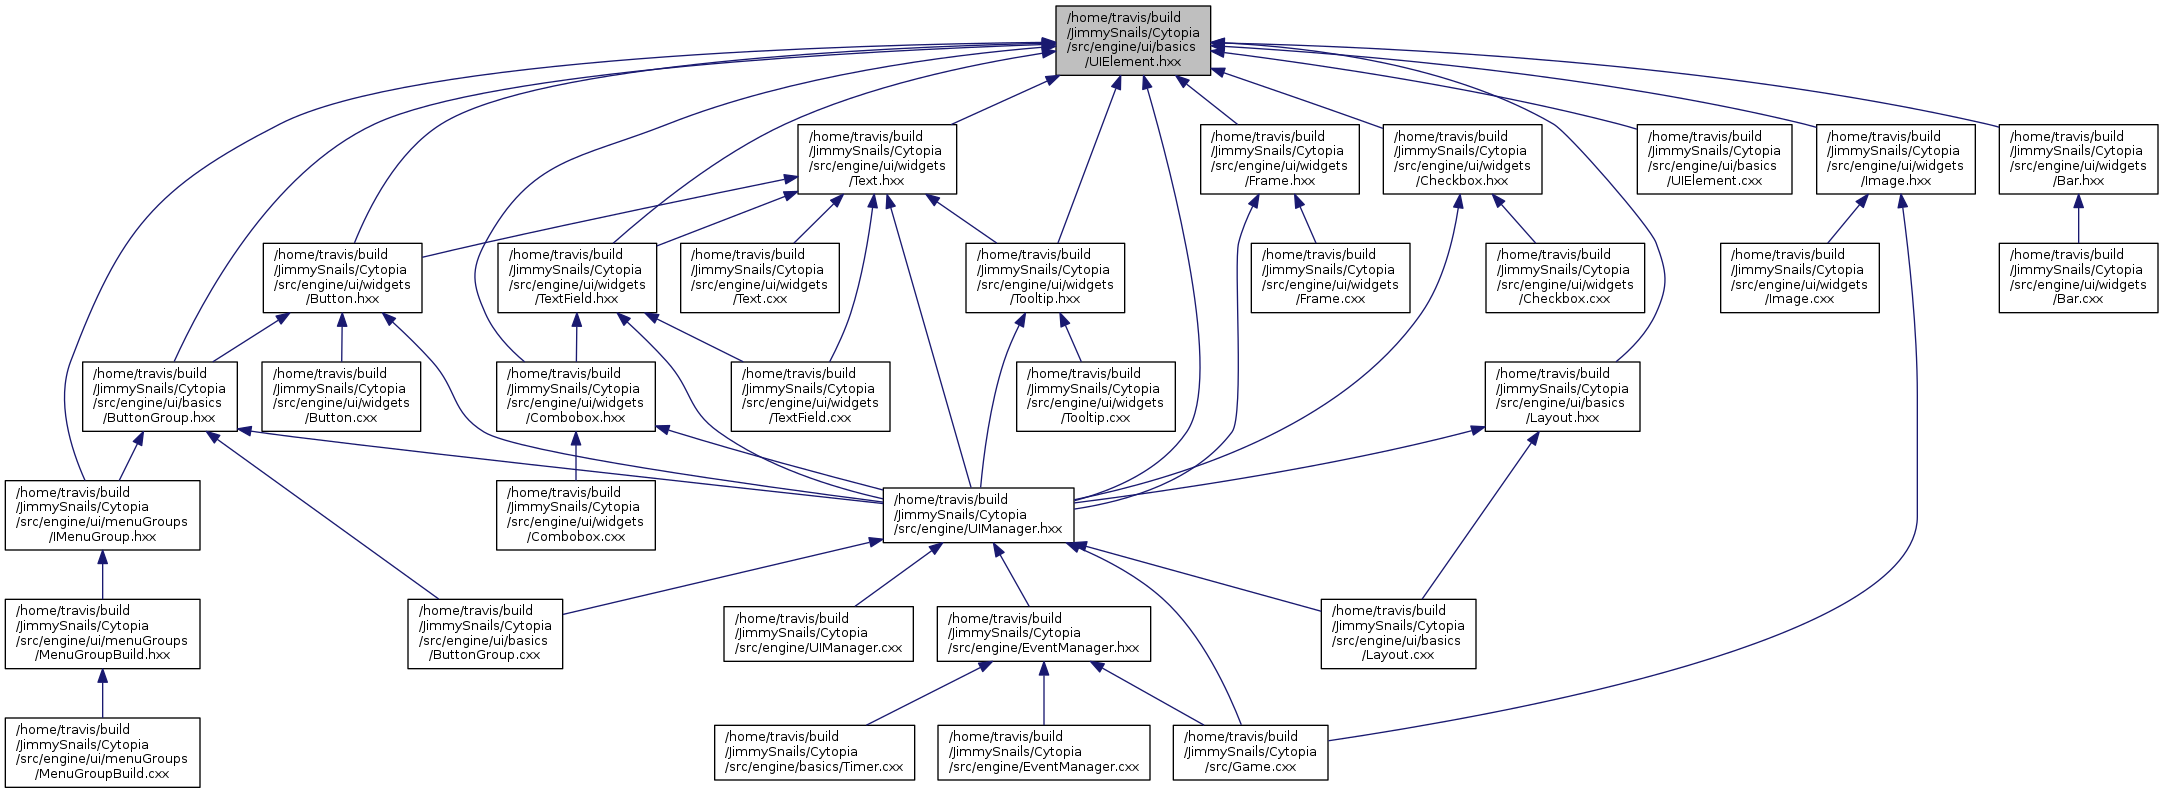 /home/travis/build
/JimmySnails/Cytopia
/src/engine/ui/basics
/UIElement.hxx
/home/travis/build
/JimmySnails/Cytopia
/src/engine/ui/widgets
/Text.hxx
/home/travis/build
/JimmySnails/Cytopia
/src/engine/ui/widgets
/Frame.hxx
/home/travis/build
/JimmySnails/Cytopia
/src/engine/ui/widgets
/Checkbox.hxx
/home/travis/build
/JimmySnails/Cytopia
/src/engine/ui/basics
/UIElement.cxx
/home/travis/build
/JimmySnails/Cytopia
/src/engine/ui/widgets
/Image.hxx
/home/travis/build
/JimmySnails/Cytopia
/src/engine/ui/widgets
/Bar.hxx
/home/travis/build
/JimmySnails/Cytopia
/src/engine/ui/widgets
/Button.hxx
/home/travis/build
/JimmySnails/Cytopia
/src/engine/ui/widgets
/TextField.hxx
/home/travis/build
/JimmySnails/Cytopia
/src/engine/ui/widgets
/Text.cxx
/home/travis/build
/JimmySnails/Cytopia
/src/engine/ui/widgets
/Tooltip.hxx
/home/travis/build
/JimmySnails/Cytopia
/src/engine/ui/widgets
/Frame.cxx
/home/travis/build
/JimmySnails/Cytopia
/src/engine/ui/widgets
/Checkbox.cxx
/home/travis/build
/JimmySnails/Cytopia
/src/engine/ui/widgets
/Image.cxx
/home/travis/build
/JimmySnails/Cytopia
/src/engine/ui/widgets
/Bar.cxx
/home/travis/build
/JimmySnails/Cytopia
/src/engine/ui/basics
/ButtonGroup.hxx
/home/travis/build
/JimmySnails/Cytopia
/src/engine/ui/widgets
/Button.cxx
/home/travis/build
/JimmySnails/Cytopia
/src/engine/ui/widgets
/Combobox.hxx
/home/travis/build
/JimmySnails/Cytopia
/src/engine/ui/widgets
/TextField.cxx
/home/travis/build
/JimmySnails/Cytopia
/src/engine/ui/widgets
/Tooltip.cxx
/home/travis/build
/JimmySnails/Cytopia
/src/engine/ui/basics
/Layout.hxx
/home/travis/build
/JimmySnails/Cytopia
/src/engine/ui/menuGroups
/IMenuGroup.hxx
/home/travis/build
/JimmySnails/Cytopia
/src/engine/ui/widgets
/Combobox.cxx
/home/travis/build
/JimmySnails/Cytopia
/src/engine/UIManager.hxx
/home/travis/build
/JimmySnails/Cytopia
/src/engine/ui/menuGroups
/MenuGroupBuild.hxx
/home/travis/build
/JimmySnails/Cytopia
/src/engine/ui/basics
/ButtonGroup.cxx
/home/travis/build
/JimmySnails/Cytopia
/src/engine/UIManager.cxx
/home/travis/build
/JimmySnails/Cytopia
/src/engine/EventManager.hxx
/home/travis/build
/JimmySnails/Cytopia
/src/engine/ui/basics
/Layout.cxx
/home/travis/build
/JimmySnails/Cytopia
/src/engine/ui/menuGroups
/MenuGroupBuild.cxx
/home/travis/build
/JimmySnails/Cytopia
/src/engine/basics/Timer.cxx
/home/travis/build
/JimmySnails/Cytopia
/src/engine/EventManager.cxx
/home/travis/build
/JimmySnails/Cytopia
/src/Game.cxx